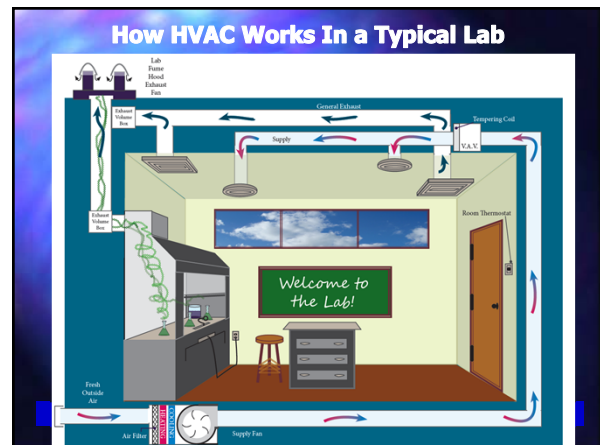 How HVAC Works In a Typical Lab
Lab
Fume
Hood
Exhaust
Fan
Exhaust
Volume
Box
General Exhaust
Tempering Coil
Supply
V.A.V.
Exhaust
Volume
Box
Room Thermostat
Welcome to
the Lab!
Fresh
Outside
Air
Air Filter
HEATING
COOLING
Supply Fan